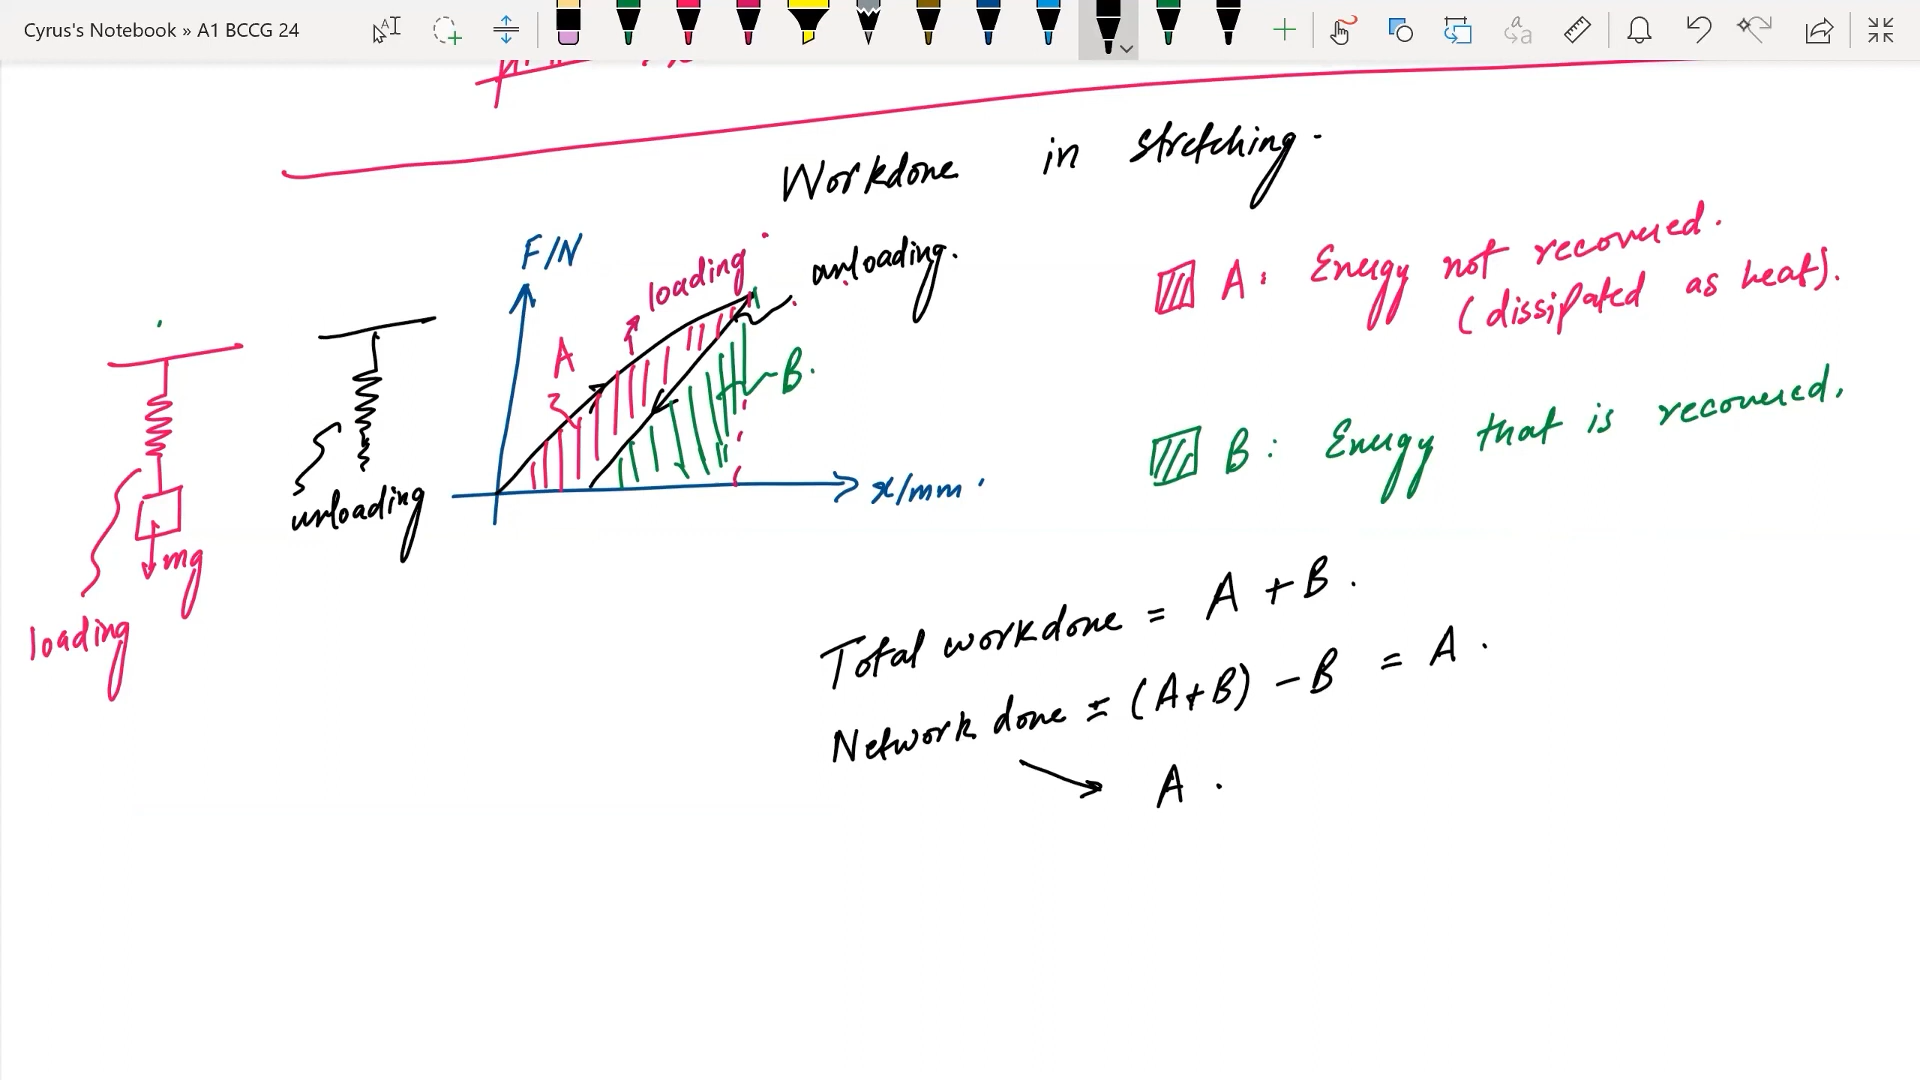 Cyrus's Notebook » A1 BCCG 24
Workdone in stretching.
F/N
loading
unloading.
A
B.
x/mm
loading
mg
unloading
A: Energy not recovered.
(dissipated as heat).
B: Energy that is recovered.
Total workdone = A + B.
Network done = (A+B) - B = A.
A.